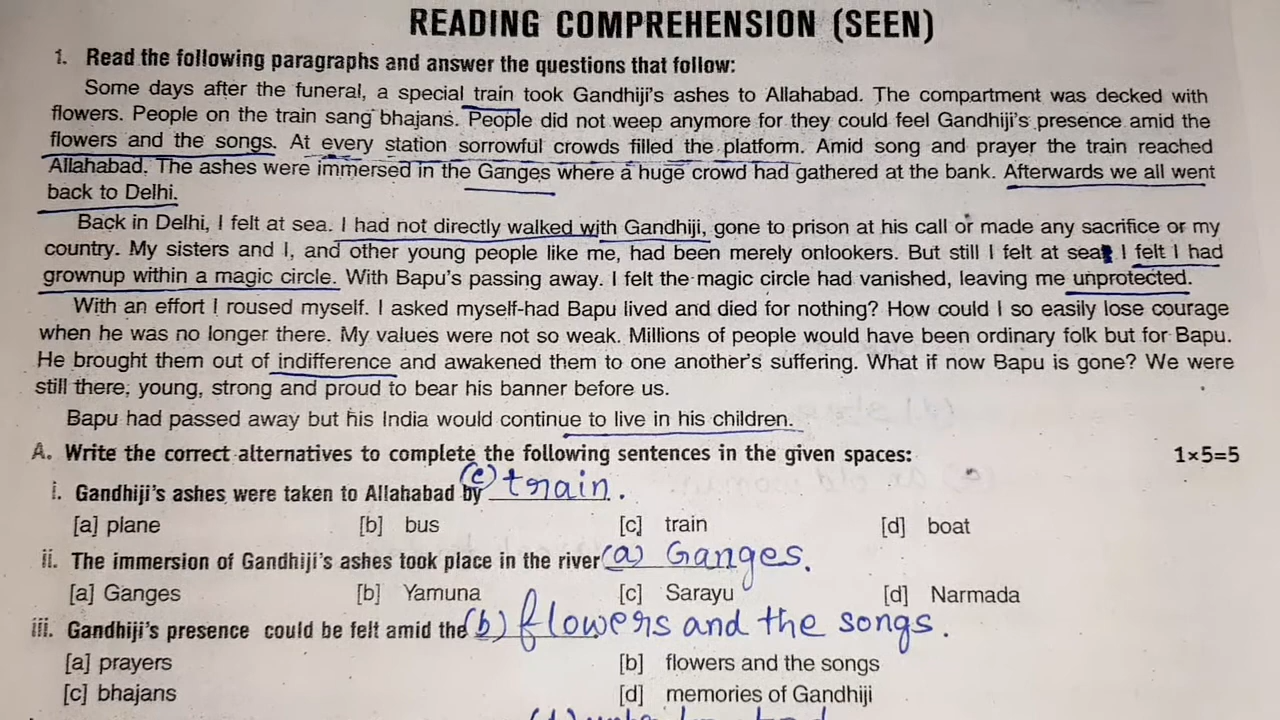 READING COMPREHENSION (SEEN)
1. Read the following paragraphs and answer the questions that follow:
Some days after the funeral, a special train took Gandhiji's ashes to Allahabad. The compartment was decked with
flowers. People on the train sang bhajans. People did not weep anymore for they could feel Gandhiji's presence amid the
flowers and the songs. At every station sorrowful crowds filled the platform. Amid song and prayer the train reached
Allahabad. The ashes were immersed in the Ganges where a huge crowd had gathered at the bank. Afterwards we all went
back to Delhi.
Back in Delhi, I felt at sea. I had not directly walked with Gandhiji, gone to prison at his call or made any sacrifice or my
country. My sisters and I, and other young people like me, had been merely onlookers. But still I felt at sea. I felt I had
grownup within a magic circle. With Bapu's passing away. I felt the magic circle had vanished, leaving me unprotected.
With an effort I roused myself. I asked myself-had Bapu lived and died for nothing? How could I so easily lose courage
when he was no longer there. My values were not so weak. Millions of people would have been ordinary folk but for Bapu.
He brought them out of indifference and awakened them to one another's suffering. What if now Bapu is gone? We were
still there; young, strong and proud to bear his banner before us.
Bapu had passed away but his India would continue to live in his children.
A. Write the correct alternatives to complete the following sentences in the given spaces: 1×5=5
i. Gandhiji's ashes were taken to Allahabad by (c) train.
[a] plane [b] bus [c] train [d] boat
ii. The immersion of Gandhiji's ashes took place in the river (a) Ganges.
[a] Ganges [b] Yamuna [c] Sarayu [d] Narmada
iii. Gandhiji's presence could be felt amid the (b) flowers and the songs.
[a] prayers [b] flowers and the songs
[c] bhajans [d] memories of Gandhiji